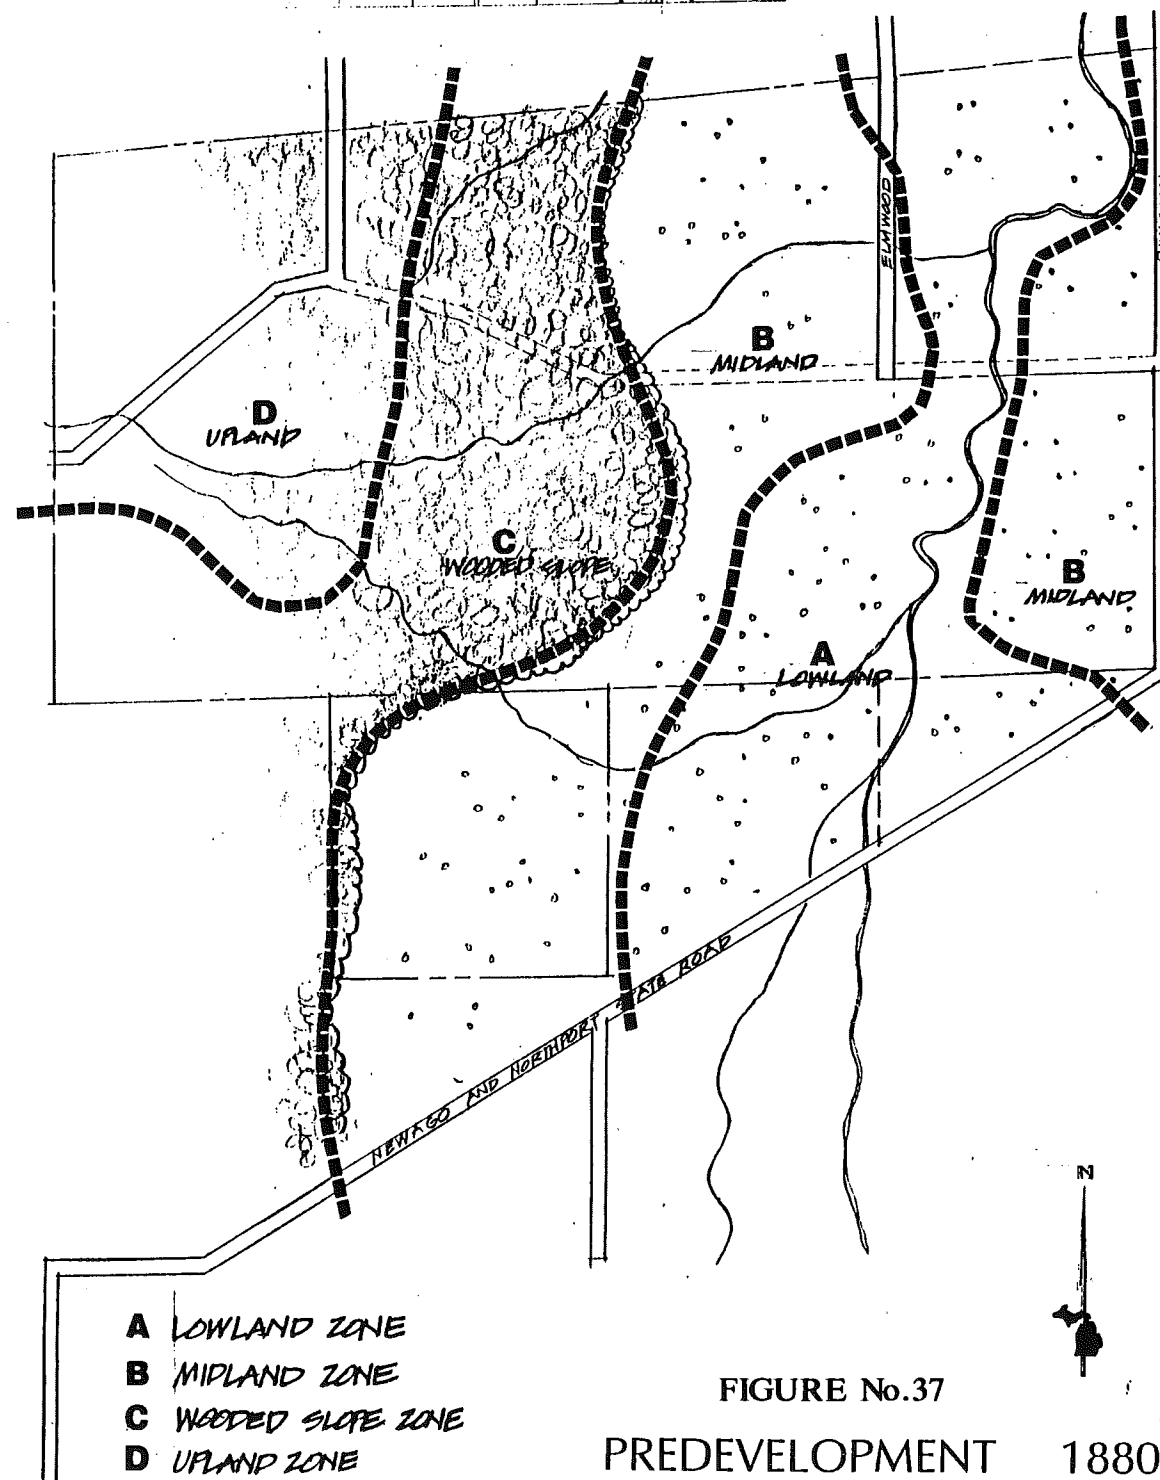 ELMWOOD
B
MIDLAND
D
UPLAND
C
WOODED SLOPE
B
MIDLAND
A
LOWLAND
NEWAGO AND NORTHPORT STATE ROAD
N
A LOWLAND ZONE
B MIDLAND ZONE
C WOODED SLOPE ZONE
D UPLAND ZONE
FIGURE No.37
PREDEVELOPMENT 1880